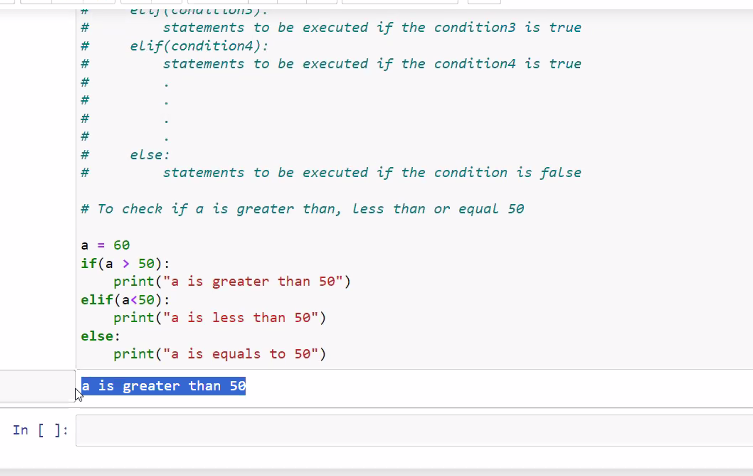 # elif(condition3):
# statements to be executed if the condition3 is true
# elif(condition4):
# statements to be executed if the condition4 is true
# .
# .
# .
# .
# else:
# statements to be executed if the condition is false
# To check if a is greater than, less than or equal 50
a = 60
if(a > 50):
print("a is greater than 50")
elif(a<50):
print("a is less than 50")
else:
print("a is equals to 50")
a is greater than 50
In [ ]: